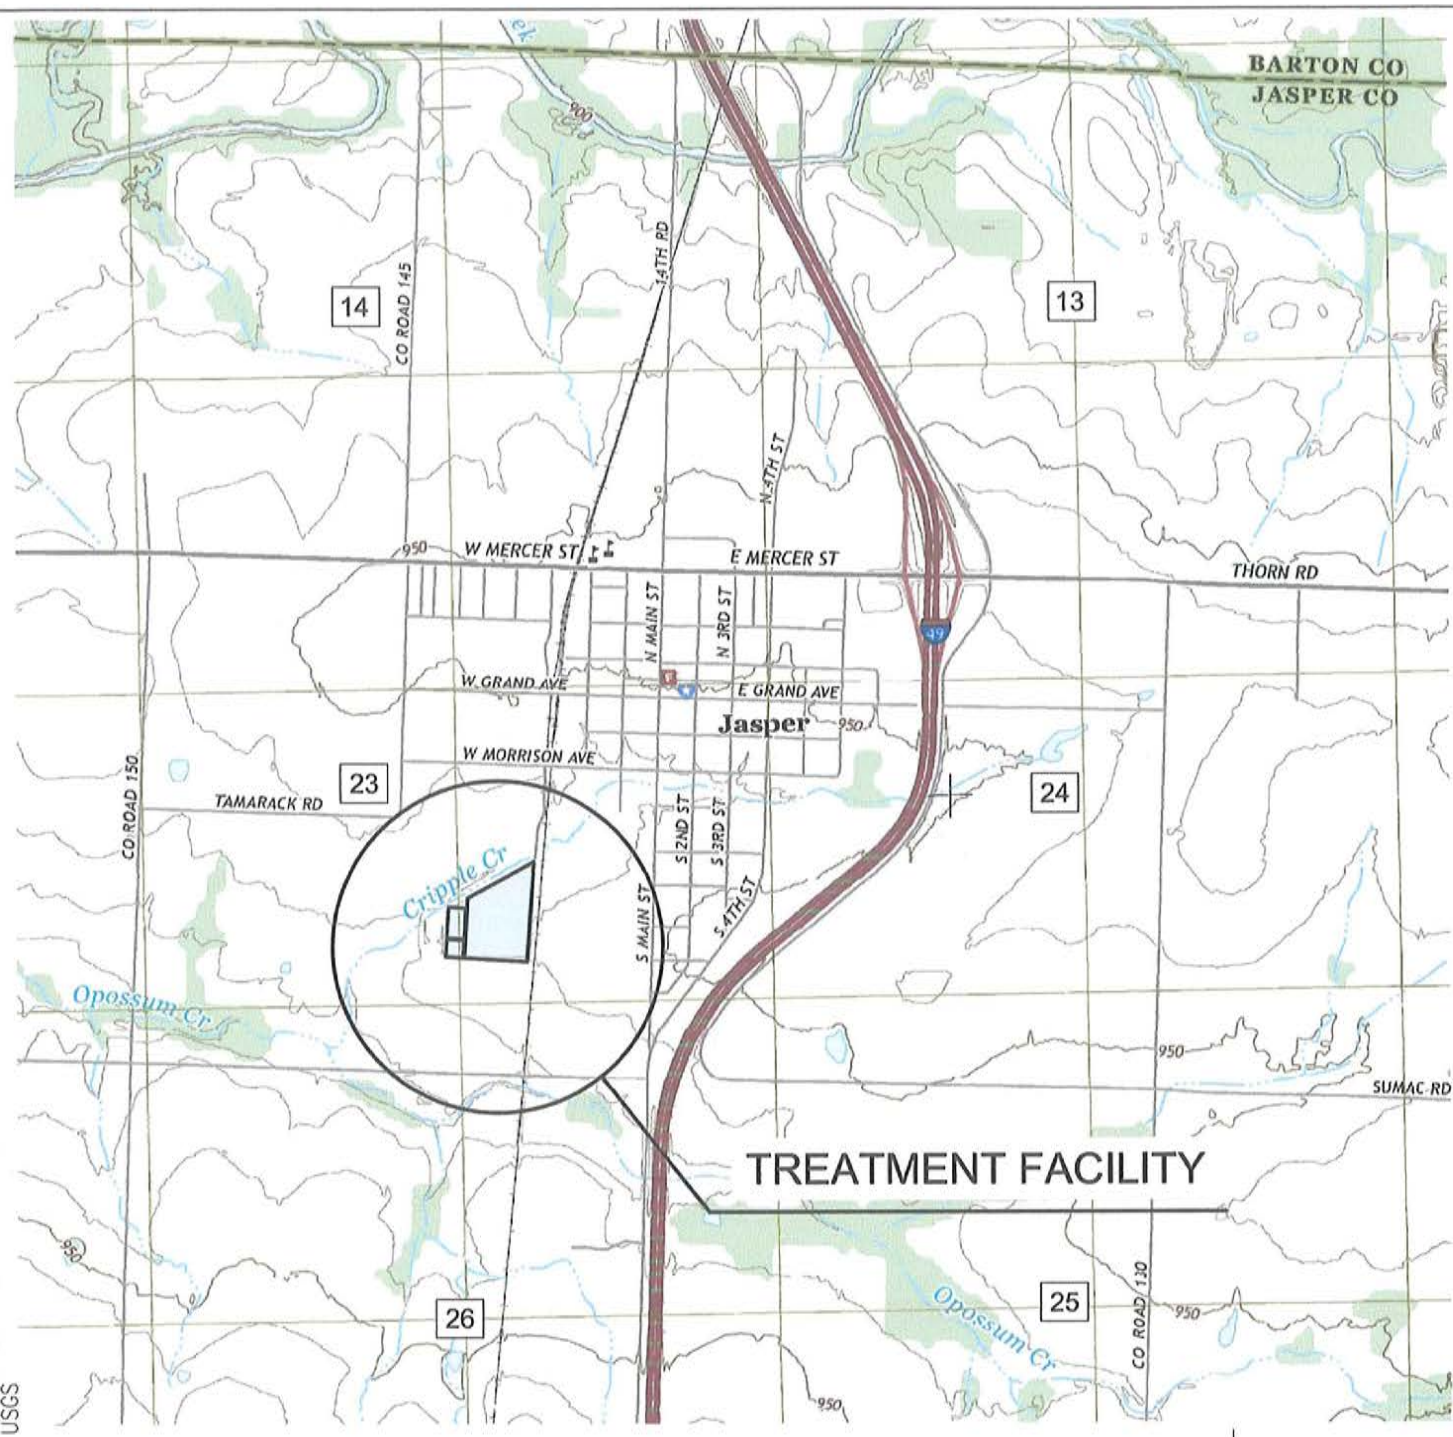 ek
BARTON CO
JASPER CO
900
14TH RD
14
CO ROAD 145
13
N 4TH ST
950
W MERCER ST
E MERCER ST
THORN RD
N MAIN ST
N 3RD ST
49
W GRAND AVE
E GRAND AVE
Jasper
950
W MORRISON AVE
CO ROAD 150
23
24
TAMARACK RD
S 2ND ST
S 3RD ST
Cripple Cr
S MAIN ST
S 4TH ST
Opossum Cr
950
SUMAC RD
TREATMENT FACILITY
950
26
25
CO ROAD 130
950
Opossum Cr
950
USGS